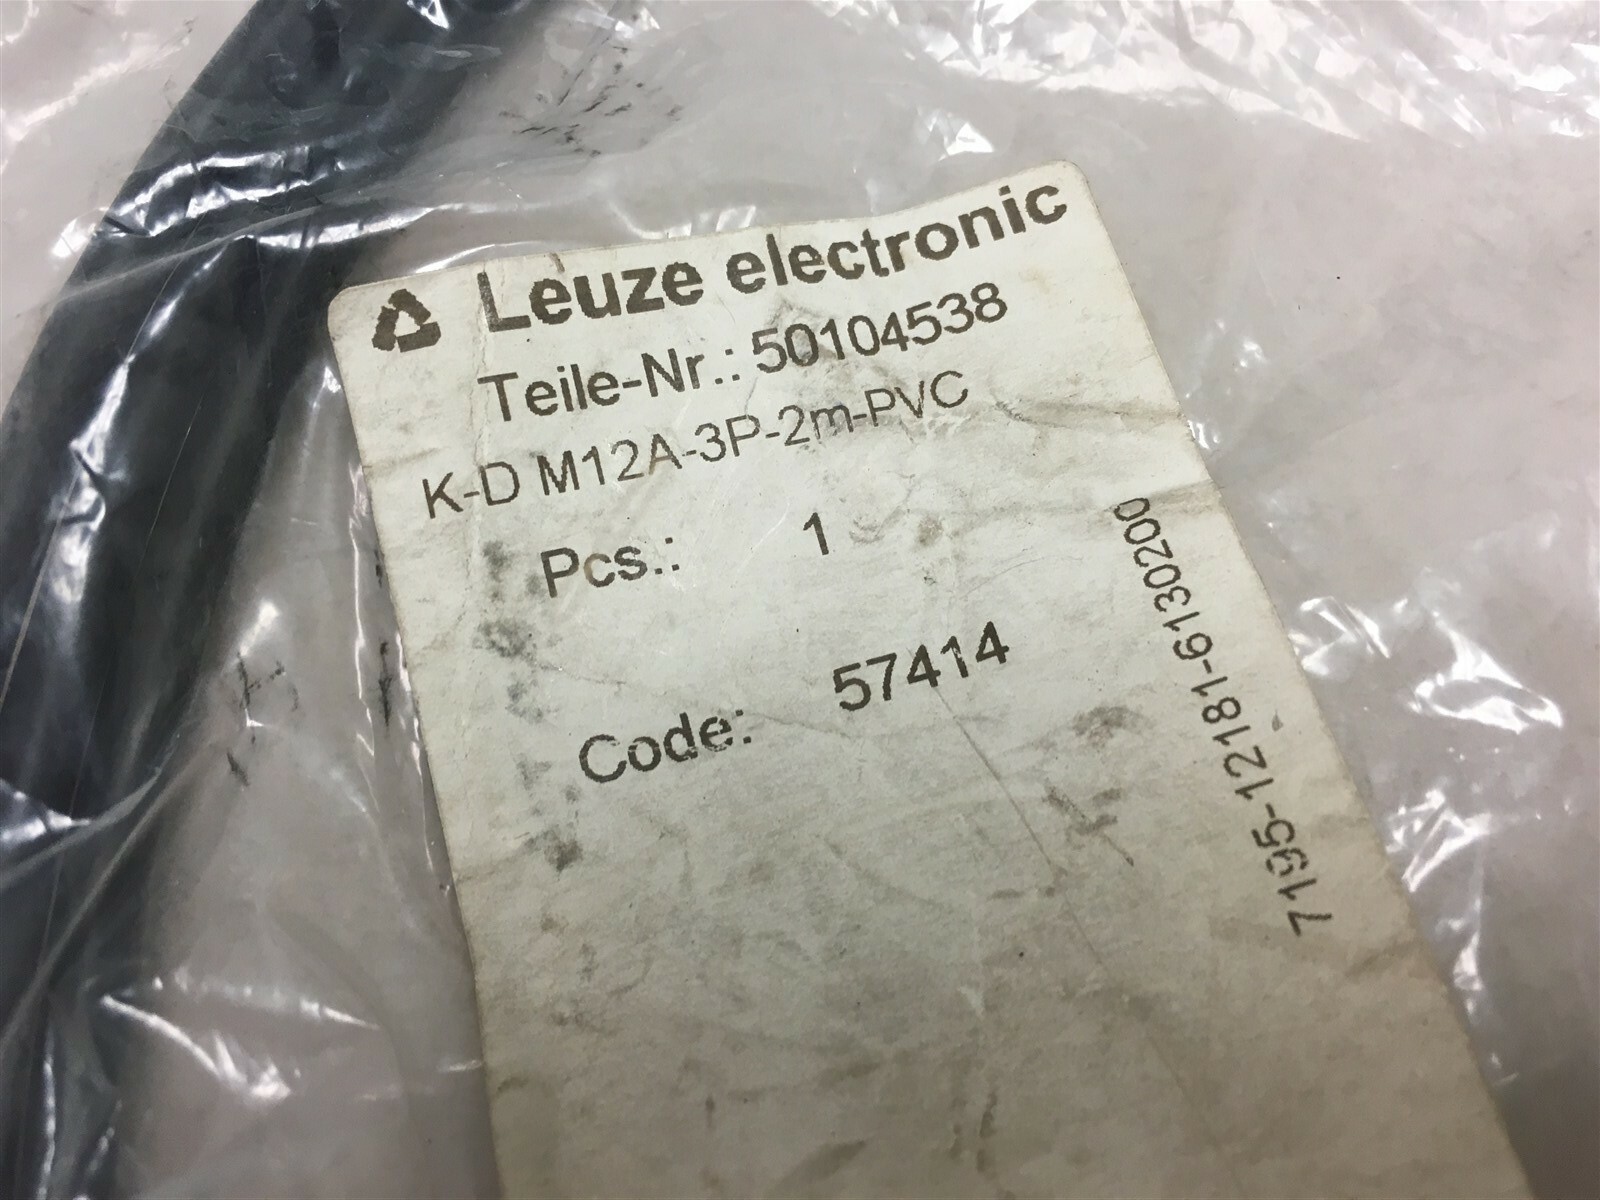 Leuze electronic
Teile-Nr.: 50104538
K-D M12A-3P-2m-PVC
Pcs.: 1
Code: 57414
7195-12181-6130200